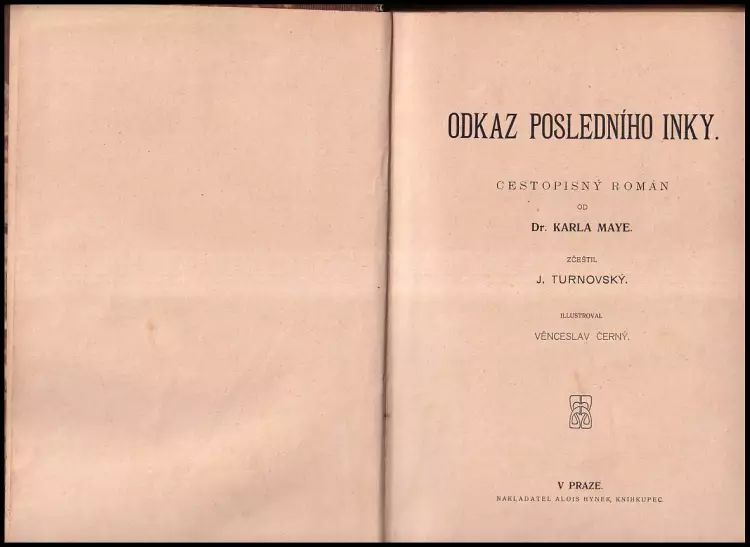 ODKAZ POSLEDNÍHO INKY.
CESTOPISNÝ ROMÁN
OD
Dr. KARLA MAYE.
ZČEŠTIL
J. TURNOVSKÝ.
ILLUSTROVAL
VĚNCESLAV ČERNÝ.
V PRAZE.
NAKLADATEL ALOIS HYNEK, KNIHKUPEC.